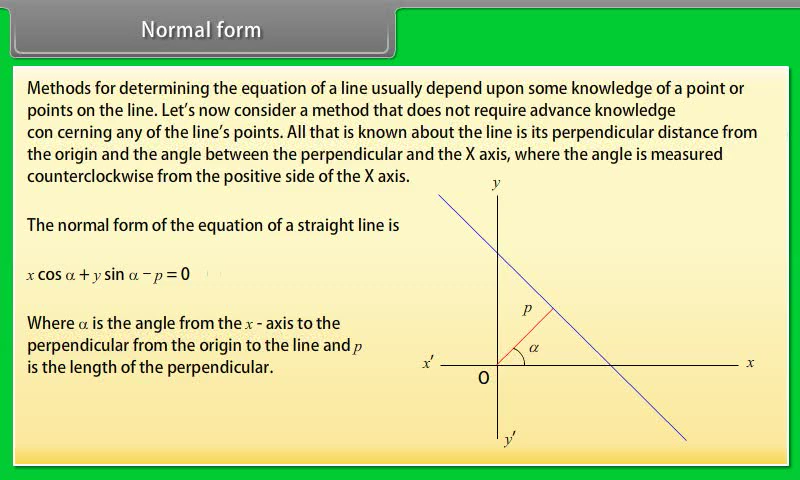 Normal form
Methods for determining the equation of a line usually depend upon some knowledge of a point or
points on the line. Let's now consider a method that does not require advance knowledge
con cerning any of the line's points. All that is known about the line is its perpendicular distance from
the origin and the angle between the perpendicular and the X axis, where the angle is measured
counterclockwise from the positive side of the X axis.
The normal form of the equation of a straight line is
x cos α + y sin α − p = 0
Where α is the angle from the x - axis to the
perpendicular from the origin to the line and p
is the length of the perpendicular.
y
p
α
x′
x
O
y′